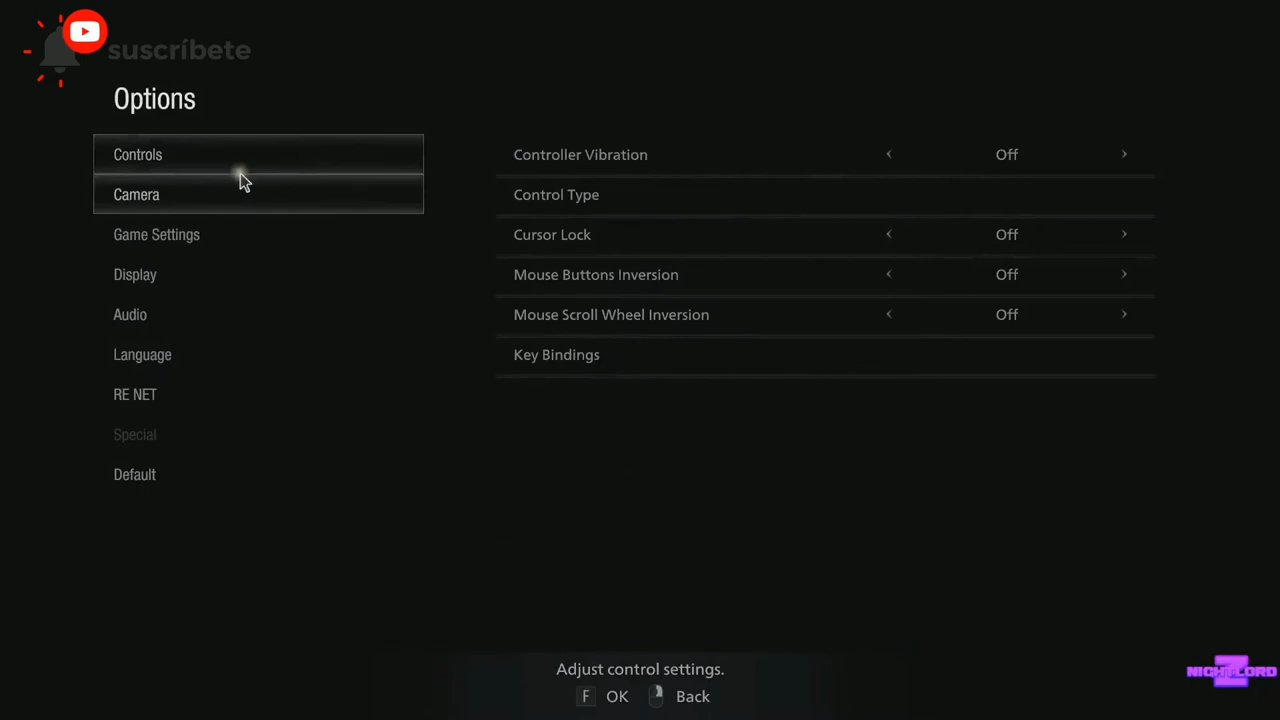 suscríbete
Options
Controls
Camera
Game Settings
Display
Audio
Language
RE NET
Special
Default
Controller Vibration Off
Control Type
Cursor Lock Off
Mouse Buttons Inversion Off
Mouse Scroll Wheel Inversion Off
Key Bindings
Adjust control settings.
F OK Back
Z
NIGHTLORD